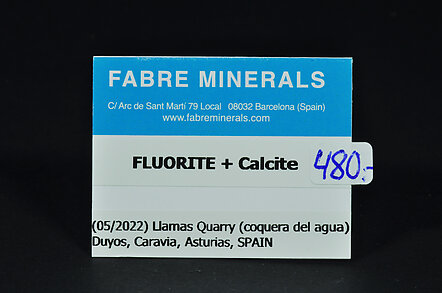 FABRE MINERALS
C/ Arc de Sant Martí 79 Local 08032 Barcelona (Spain)
www.fabreminerals.com
FLUORITE + Calcite 480.-
(05/2022) Llamas Quarry (coquera del agua)
Duyos, Caravia, Asturias, SPAIN